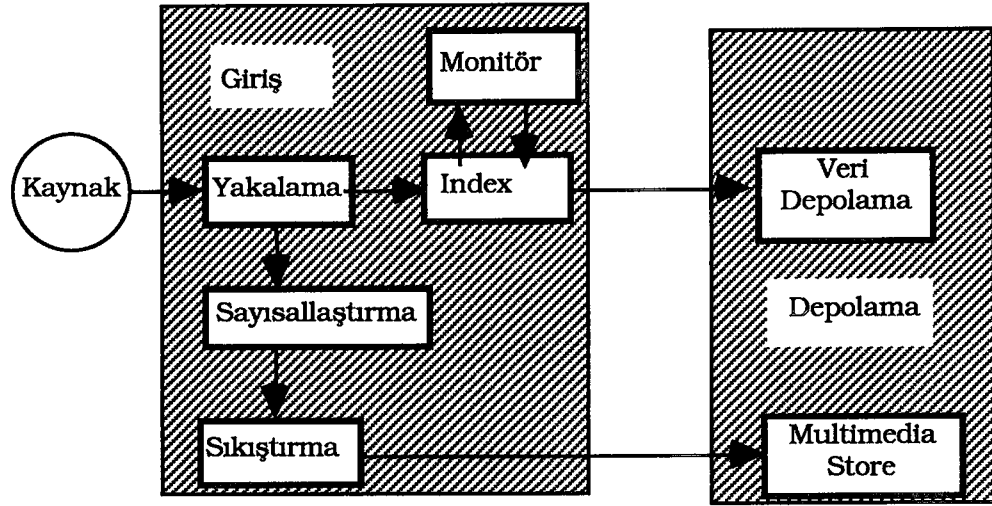 Giriş
Monitör
Kaynak
Yakalama
Index
Veri
Depolama
Sayısallaştırma
Depolama
Sıkıştırma
Multimedia
Store